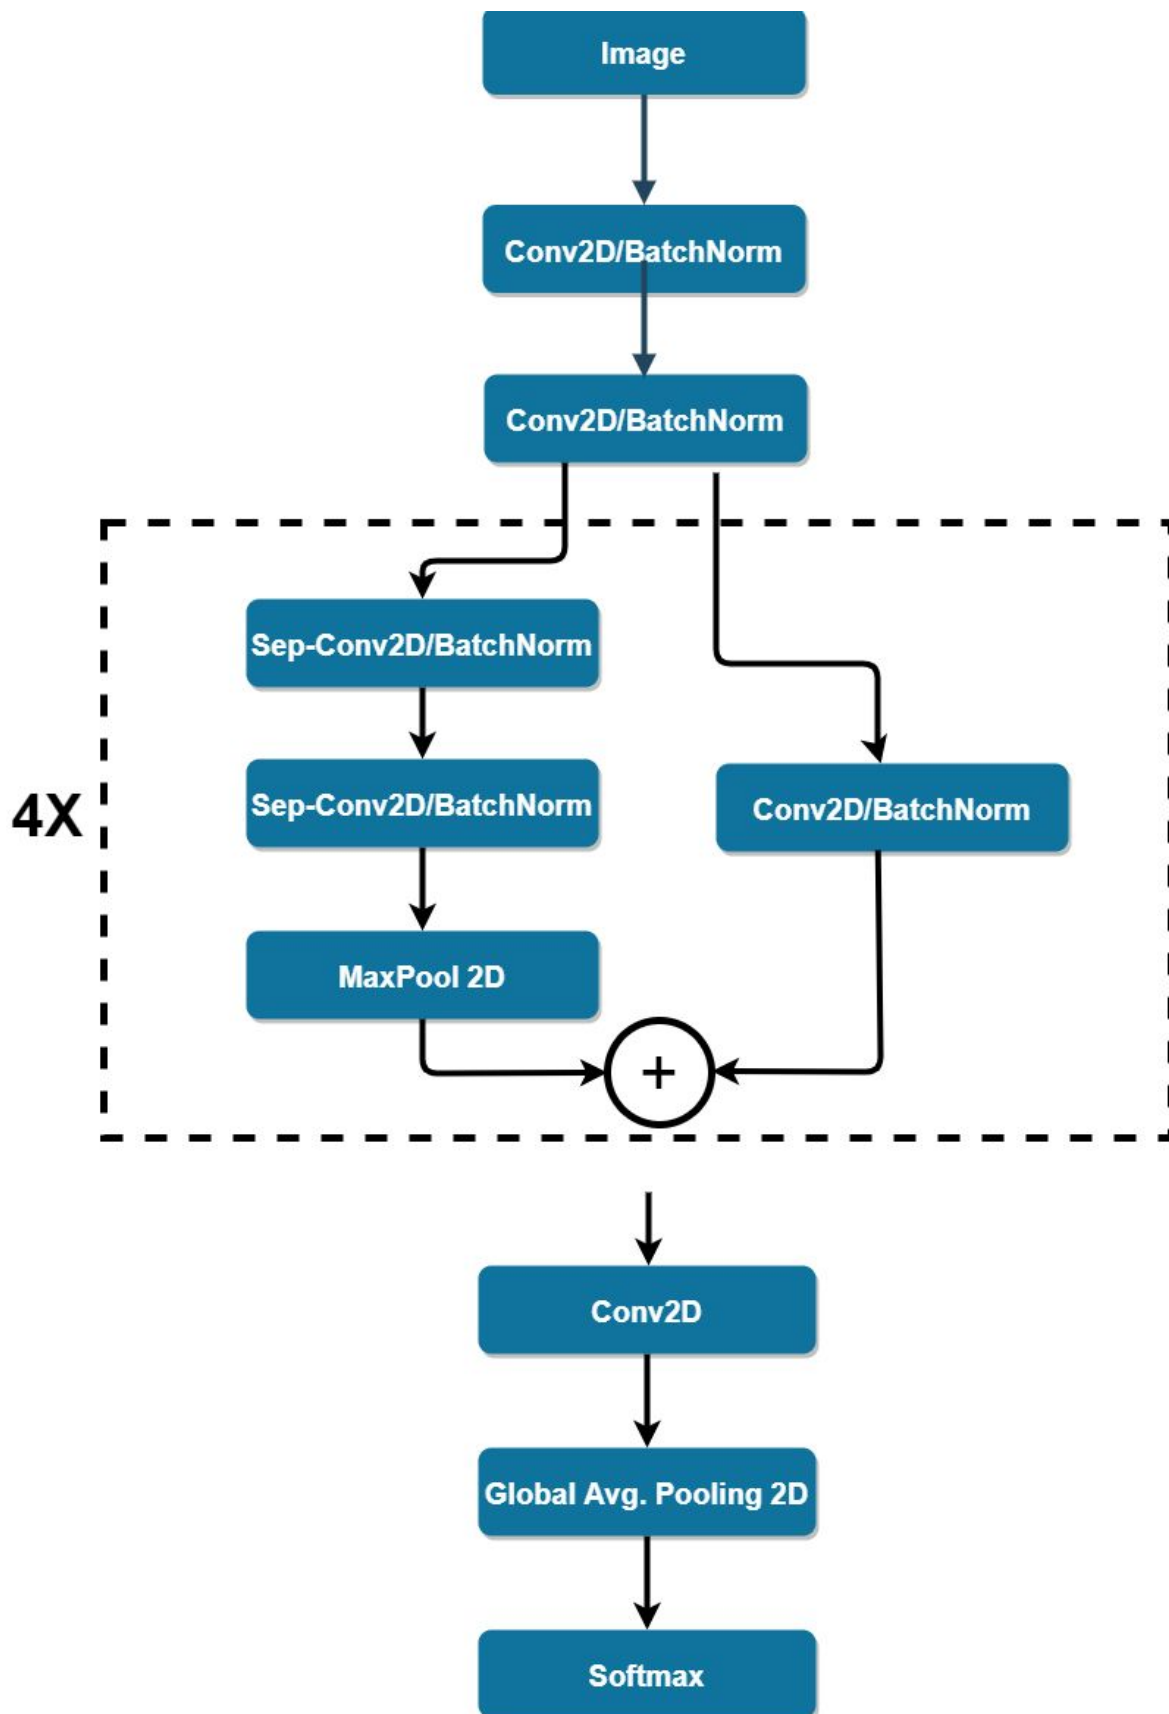 Image
Conv2D/BatchNorm
Conv2D/BatchNorm
Sep-Conv2D/BatchNorm
Sep-Conv2D/BatchNorm
4X
Conv2D/BatchNorm
MaxPool 2D
+
Conv2D
Global Avg. Pooling 2D
Softmax